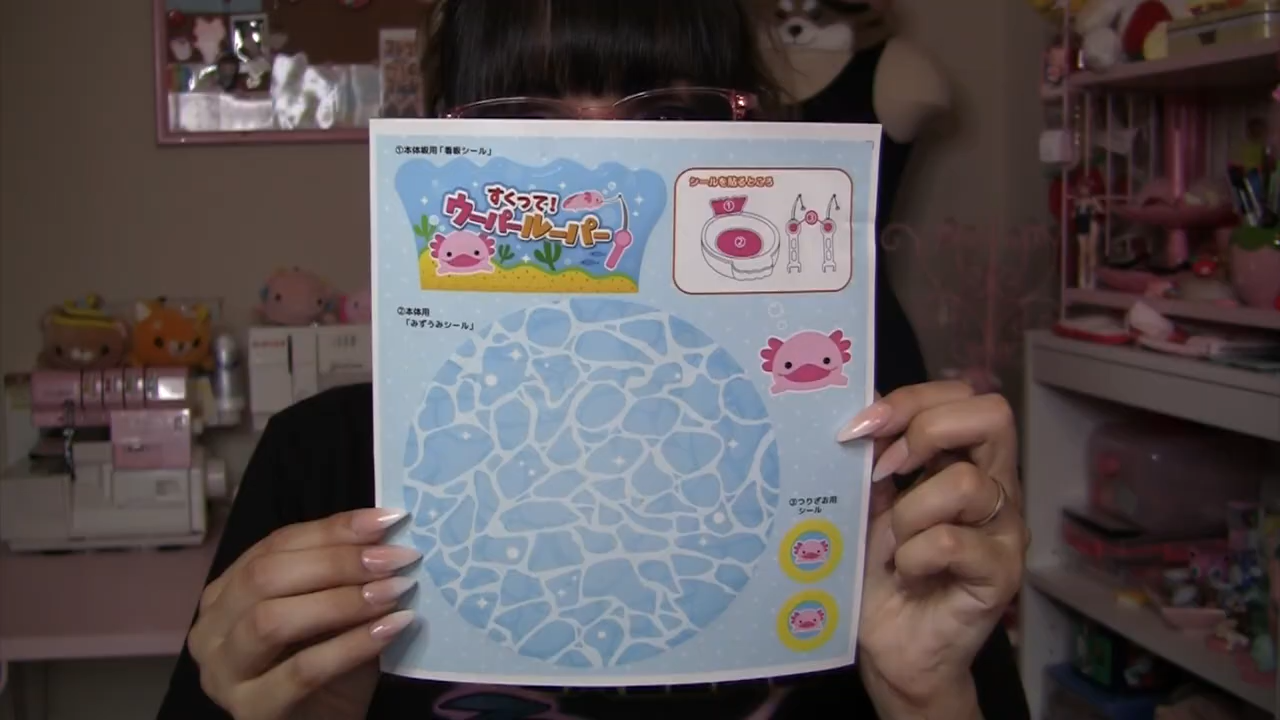 ①本体板用「看板シール」
すくって!
ウーパールーパー
シールを貼るところ
①
②
③
②本体用
「みずうみシール」
③つりざお用
シール